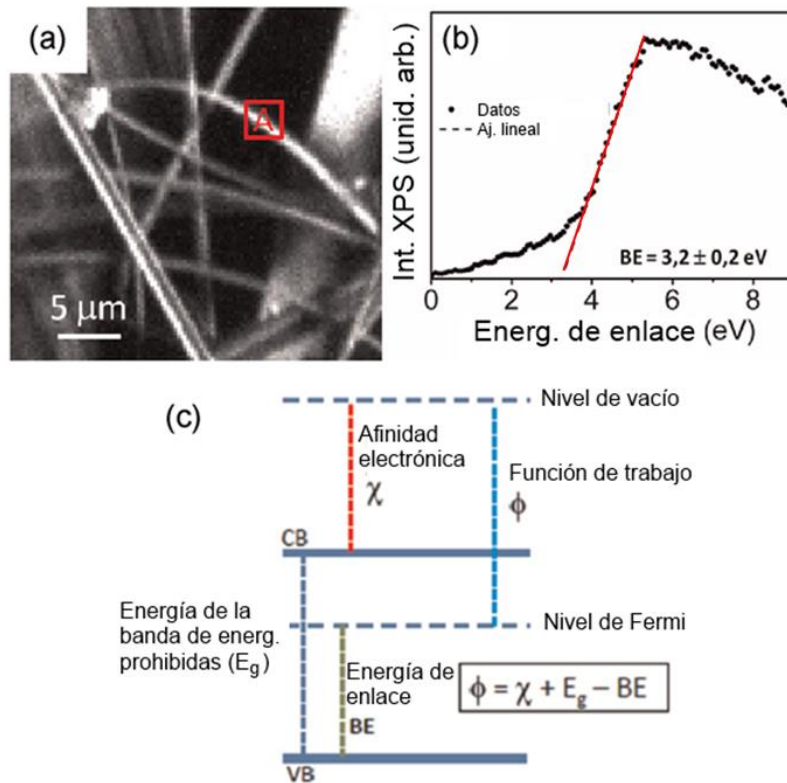 (a)
A
5 μm
(b)
Int. XPS (unid. arb.)
Datos
Aj. lineal
BE = 3,2 ± 0,2 eV
0 2 4 6 8
Energ. de enlace (eV)
(c)
Nivel de vacío
Afinidad
electrónica
χ
Función de trabajo
ϕ
CB
Energía de la
banda de energ.
prohibidas (E_g)
Nivel de Fermi
Energía de
enlace
BE
ϕ = χ + E_g – BE
VB